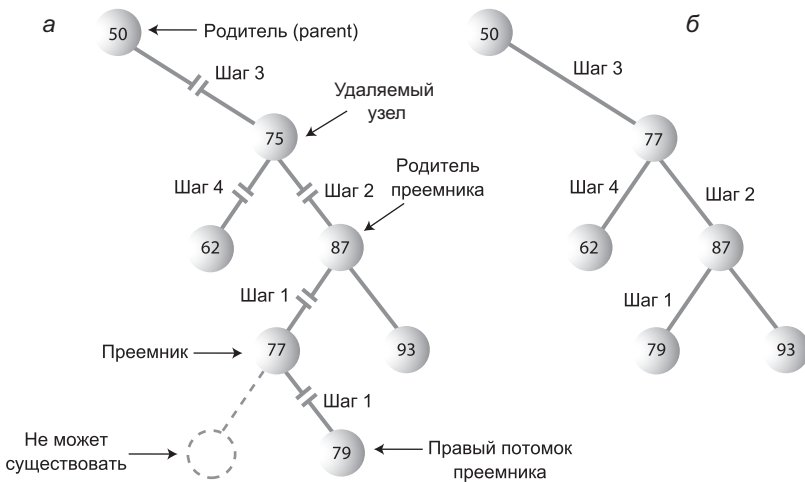 а
50
Родитель (parent)
Шаг 3
Удаляемый
узел
75
Родитель
преемника
Шаг 4
Шаг 2
62
87
Шаг 1
Преемник
77
93
Шаг 1
Не может
существовать
79
Правый потомок
преемника
б
50
Шаг 3
77
Шаг 4
Шаг 2
62
87
Шаг 1
79
93